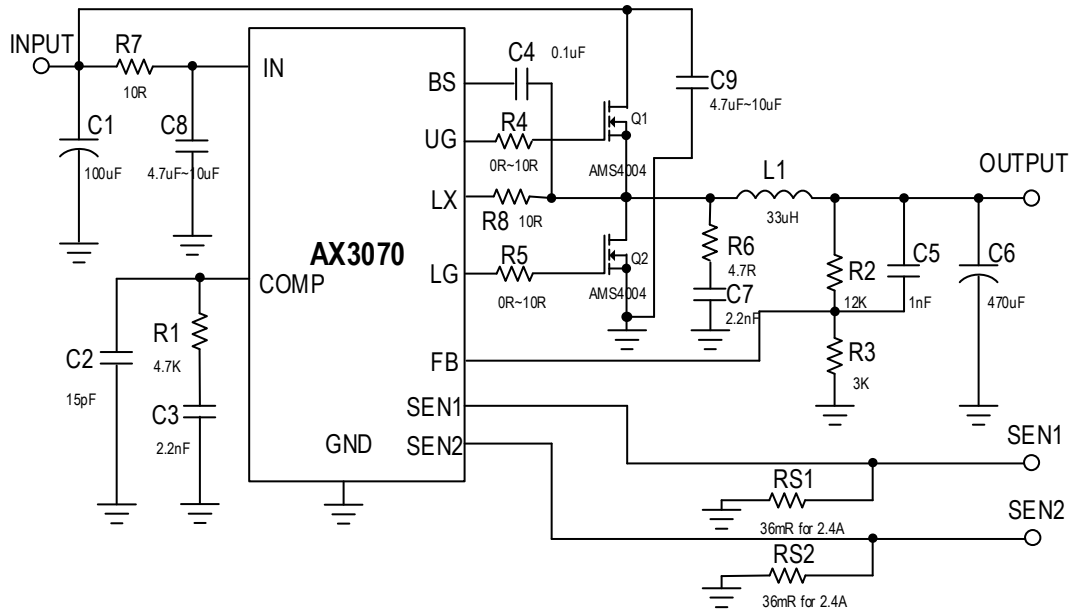 INPUT
R7
10R
C1
100uF
C8
4.7uF~10uF
IN
BS
UG
LX
LG
AX3070
COMP
FB
SEN1
SEN2
GND
C4
0.1uF
R4
0R~10R
R8
10R
R5
0R~10R
Q1
AMS4004
Q2
AMS4004
C9
4.7uF~10uF
L1
33uH
OUTPUT
R6
4.7R
C7
2.2nF
R2
12K
C5
1nF
C6
470uF
R3
3K
C2
15pF
R1
4.7K
C3
2.2nF
SEN1
RS1
36mR for 2.4A
SEN2
RS2
36mR for 2.4A